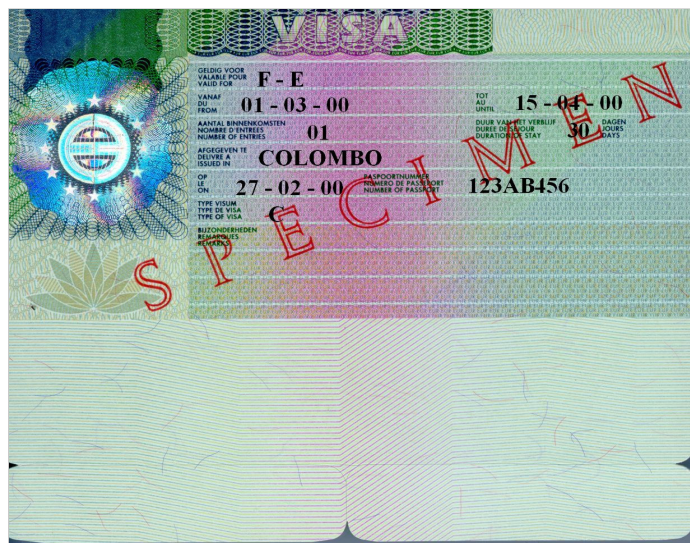 VISA
GELDIG VOOR
VALABLE POUR
VALID FOR
F - E
VANAF
DU
FROM
01 - 03 - 00
TOT
AU
UNTIL
15 - 04 - 00
AANTAL BINNENKOMSTEN
NOMBRE D'ENTREES
NUMBER OF ENTRIES
01
DUUR VAN HET VERBLIJF
DUREE DE SEJOUR
DURATION OF STAY
30
DAGEN
JOURS
DAYS
AFGEGEVEN TE
DELIVRE A
ISSUED IN
COLOMBO
OP
LE
ON
27 - 02 - 00
PASPOORTNUMMER
NUMERO DE PASSEPORT
NUMBER OF PASSPORT
123AB456
TYPE VISUM
TYPE DE VISA
TYPE OF VISA
C
BIJZONDERHEDEN
REMARQUES
REMARKS
SPECIMEN